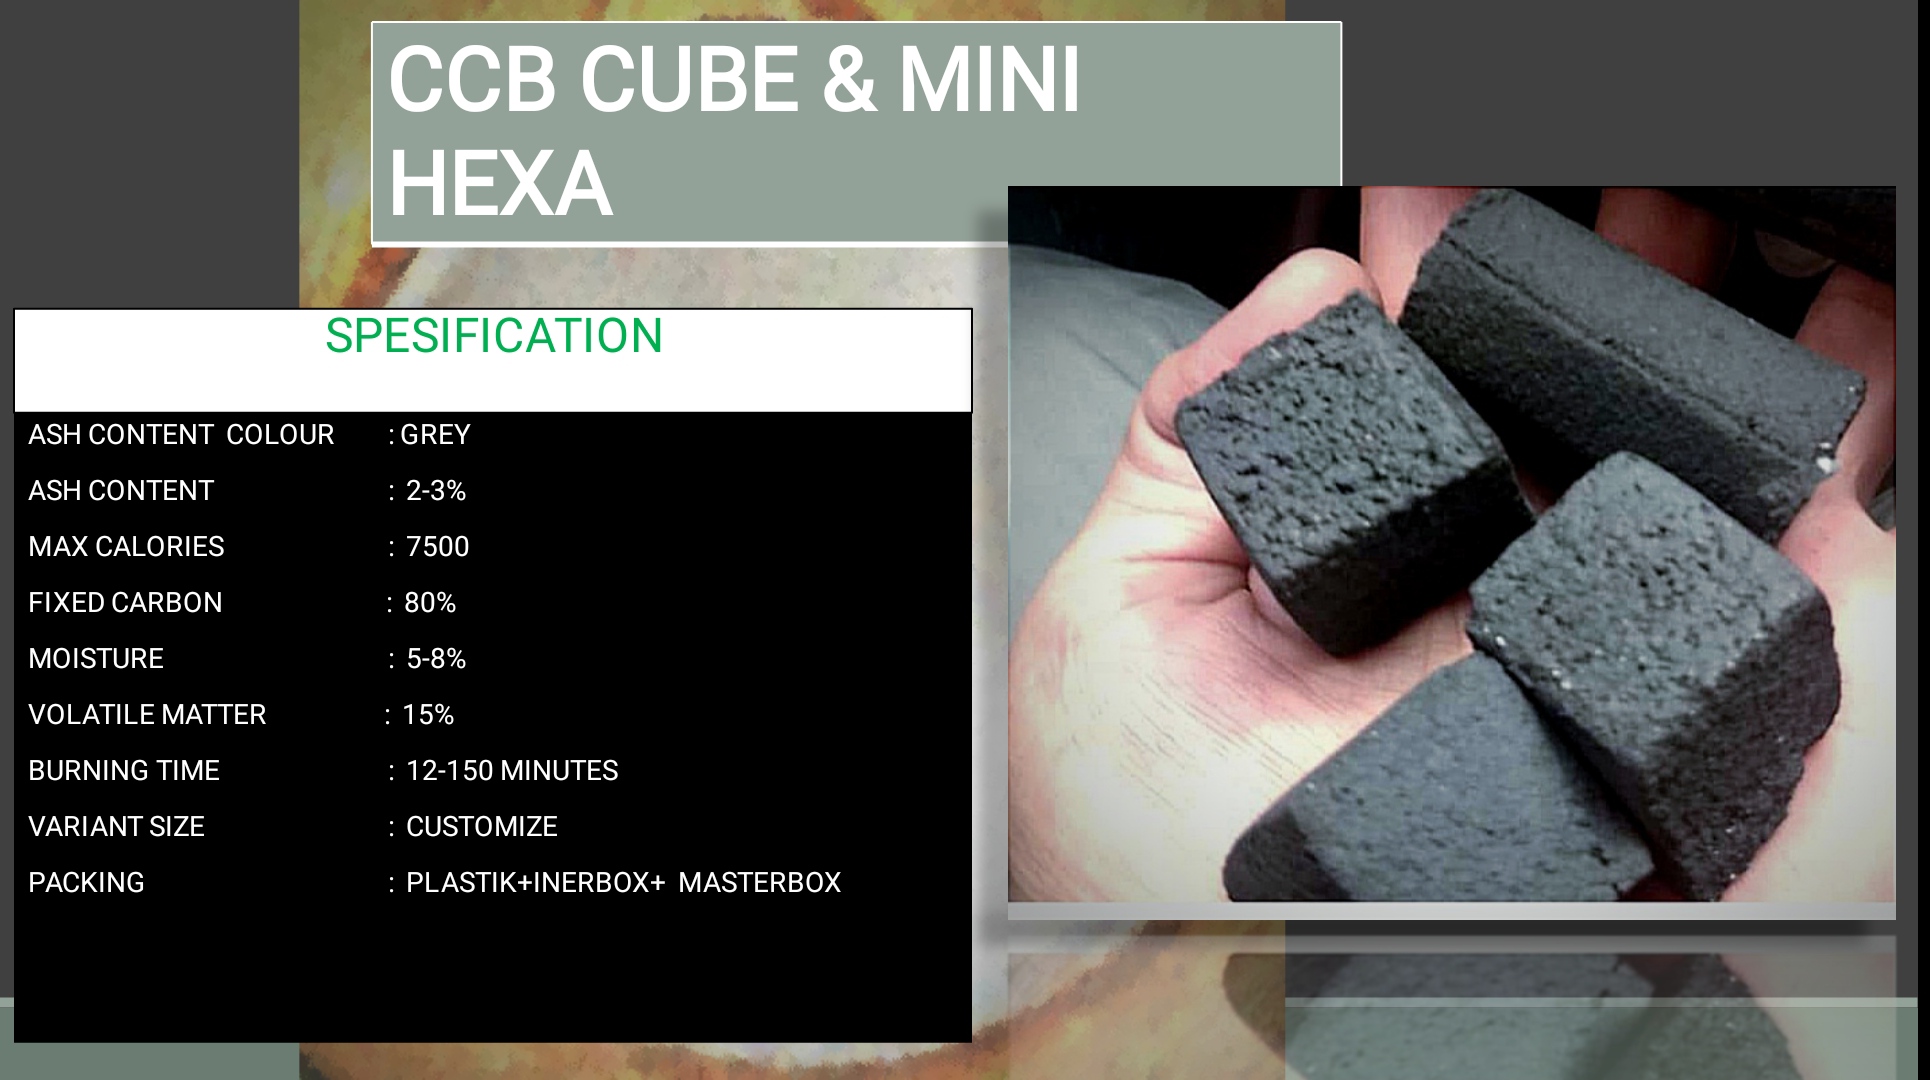 CCB CUBE & MINI
HEXA
SPESIFICATION
ASH CONTENT COLOUR : GREY
ASH CONTENT : 2-3%
MAX CALORIES : 7500
FIXED CARBON : 80%
MOISTURE : 5-8%
VOLATILE MATTER : 15%
BURNING TIME : 12-150 MINUTES
VARIANT SIZE : CUSTOMIZE
PACKING : PLASTIK+INERBOX+ MASTERBOX